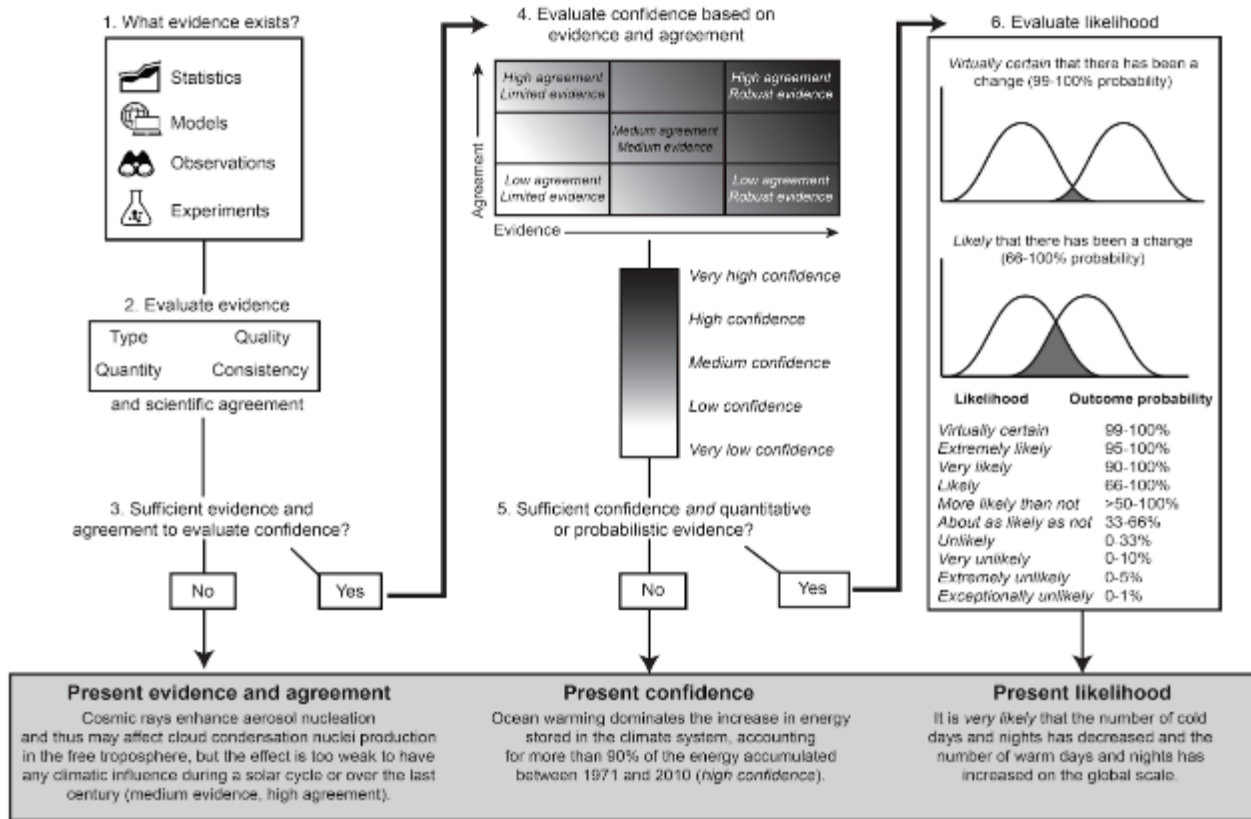 1. What evidence exists?
Statistics
Models
Observations
Experiments
2. Evaluate evidence
Type Quality
Quantity Consistency
and scientific agreement
3. Sufficient evidence and
agreement to evaluate confidence?
No
Yes
4. Evaluate confidence based on
evidence and agreement
High agreement
Limited evidence
High agreement
Robust evidence
Medium agreement
Medium evidence
Low agreement
Limited evidence
Low agreement
Robust evidence
Agreement
Evidence
Very high confidence
High confidence
Medium confidence
Low confidence
Very low confidence
5. Sufficient confidence and quantitative
or probabilistic evidence?
No
Yes
6. Evaluate likelihood
Virtually certain that there has been a
change (99-100% probability)
Likely that there has been a change
(66-100% probability)
Likelihood Outcome probability
Virtually certain 99-100%
Extremely likely 95-100%
Very likely 90-100%
Likely 66-100%
More likely than not >50-100%
About as likely as not 33-66%
Unlikely 0-33%
Very unlikely 0-10%
Extremely unlikely 0-5%
Exceptionally unlikely 0-1%
Present evidence and agreement
Cosmic rays enhance aerosol nucleation
and thus may affect cloud condensation nuclei production
in the free troposphere, but the effect is too weak to have
any climatic influence during a solar cycle or over the last
century (medium evidence, high agreement).
Present confidence
Ocean warming dominates the increase in energy
stored in the climate system, accounting
for more than 90% of the energy accumulated
between 1971 and 2010 (high confidence).
Present likelihood
It is very likely that the number of cold
days and nights has decreased and the
number of warm days and nights has
increased on the global scale.